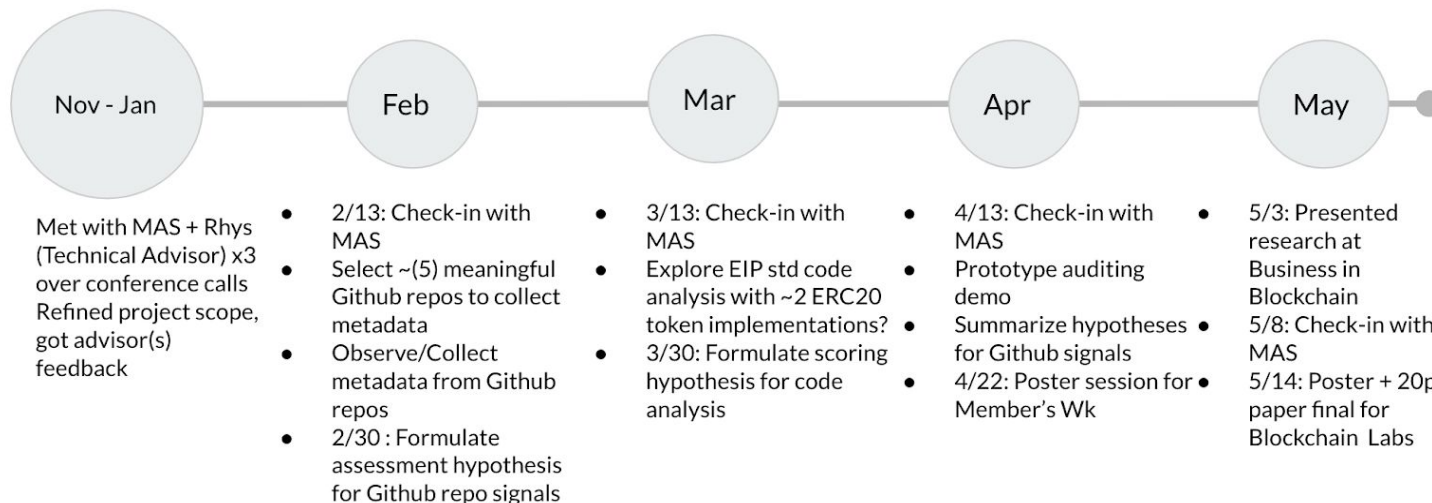 Nov - Jan
Feb
Mar
Apr
May
Met with MAS + Rhys
(Technical Advisor) x3
over conference calls
Refined project scope,
got advisor(s)
feedback
● 2/13: Check-in with
MAS
● Select ~(5) meaningful
Github repos to collect
metadata
● Observe/Collect
metadata from Github
repos
● 2/30 : Formulate
assessment hypothesis
for Github repo signals
● 3/13: Check-in with
MAS
● Explore EIP std code
analysis with ~2 ERC20
token implementations?
● 3/30: Formulate scoring
hypothesis for code
analysis
● 4/13: Check-in with
MAS
● Prototype auditing
demo
● Summarize hypotheses
for Github signals
● 4/22: Poster session for
Member's Wk
● 5/3: Presented
research at
Business in
Blockchain
● 5/8: Check-in with
MAS
● 5/14: Poster + 20p
paper final for
Blockchain Labs